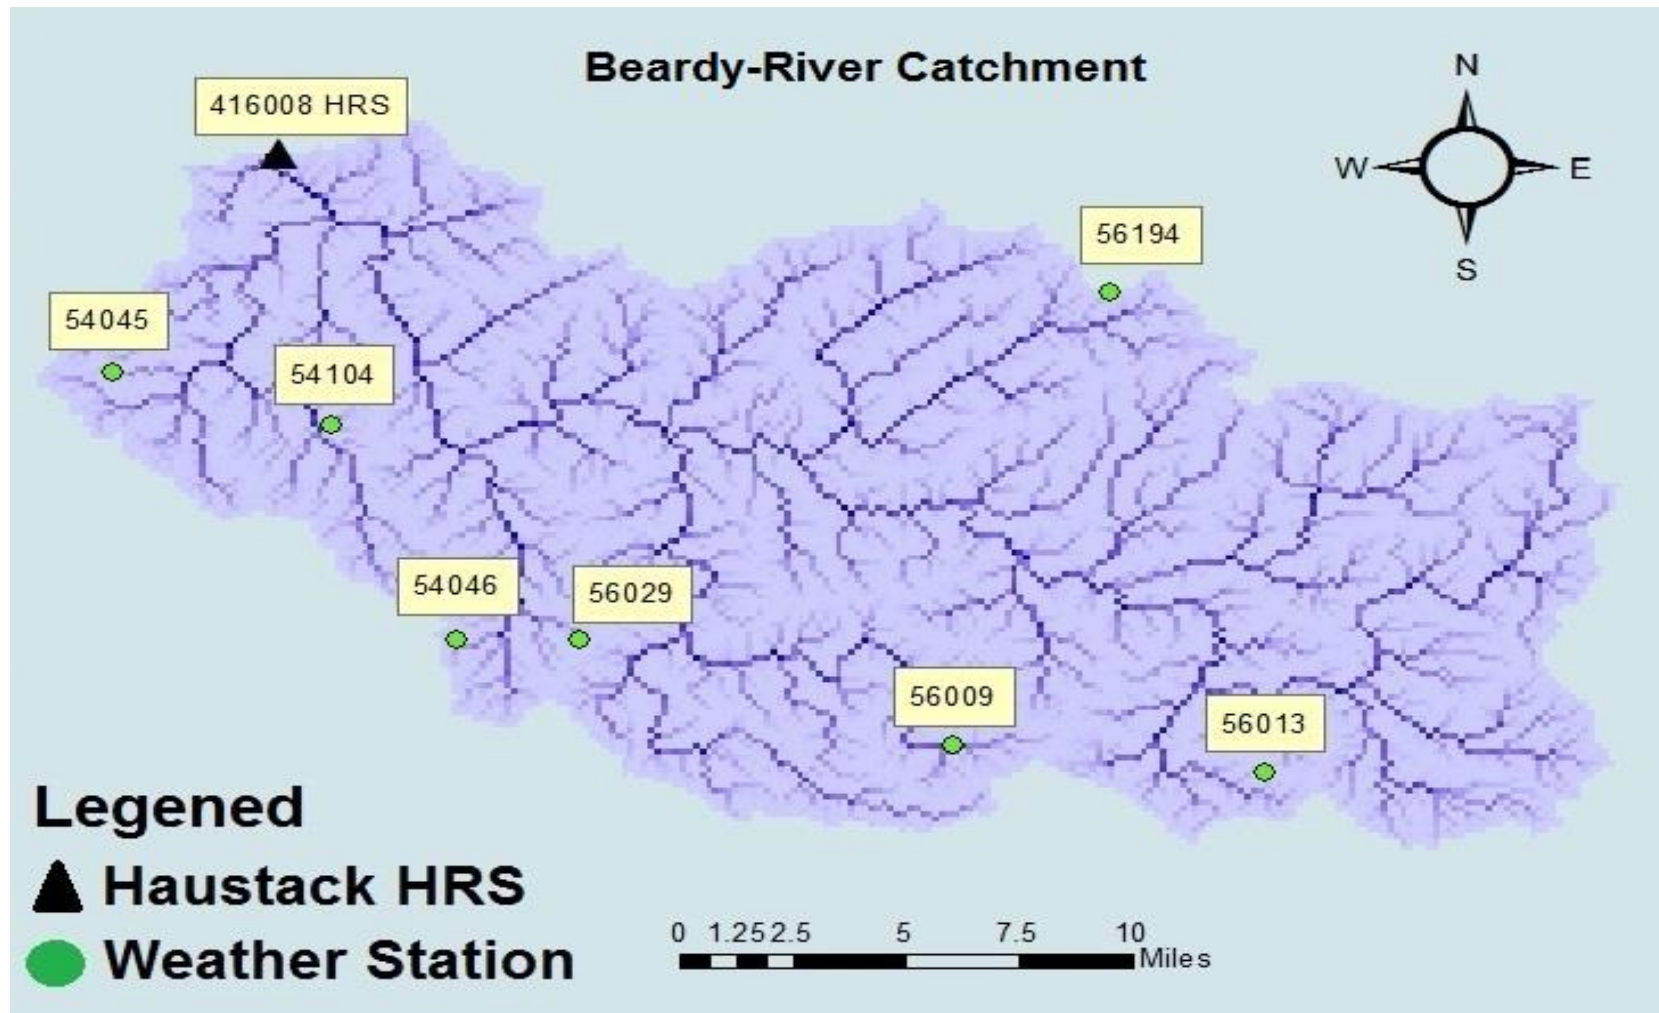 Beardy-River Catchment
416008 HRS
N
W
E
S
56194
54045
54104
54046
56029
56009
56013
Legened
Haustack HRS
Weather Station
0 1.25 2.5 5 7.5 10
Miles